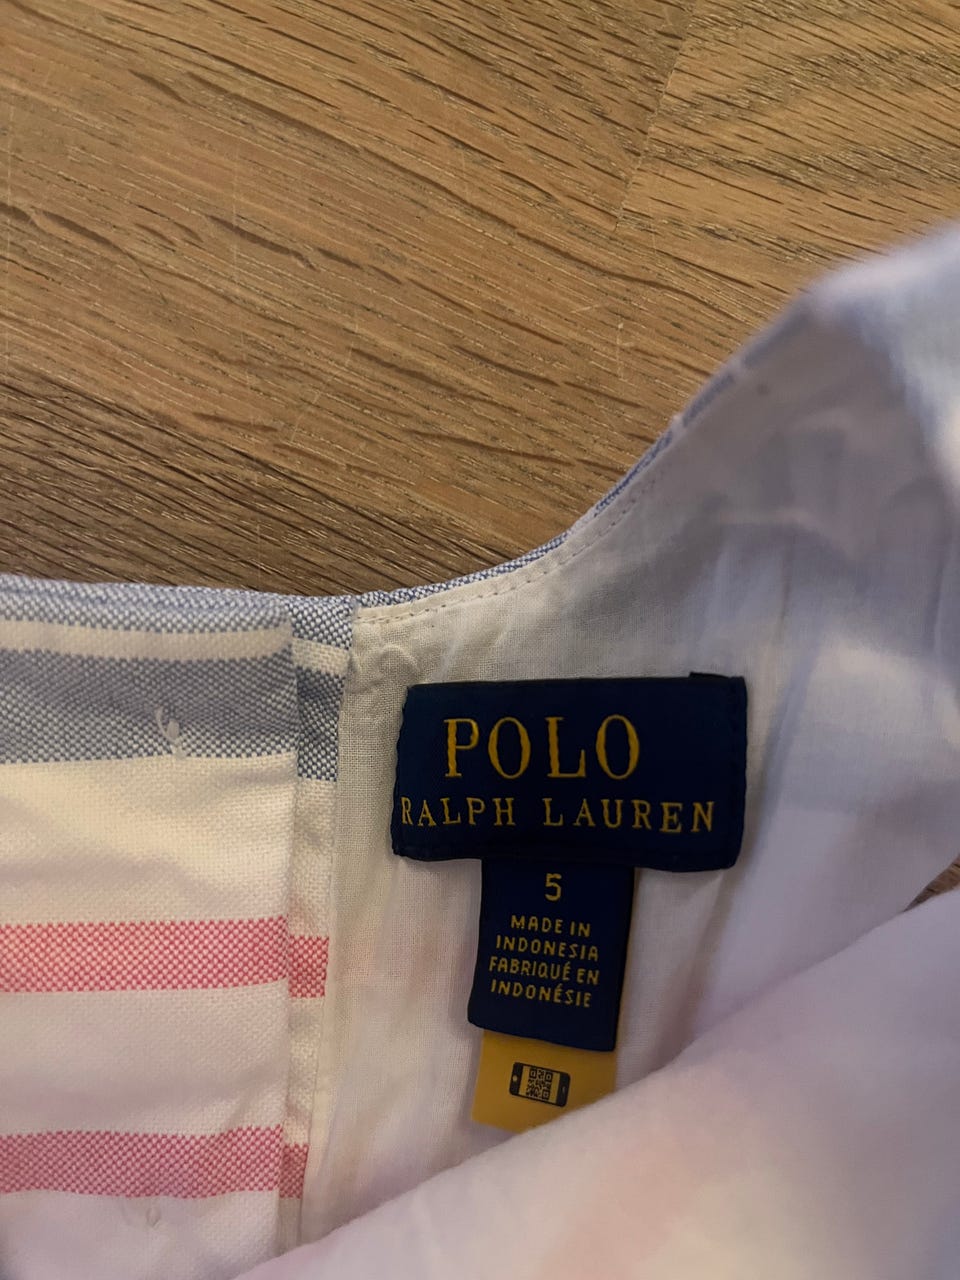 POLO
RALPH LAUREN
5
MADE IN
INDONESIA
FABRIQUÉ EN
INDONÉSIE